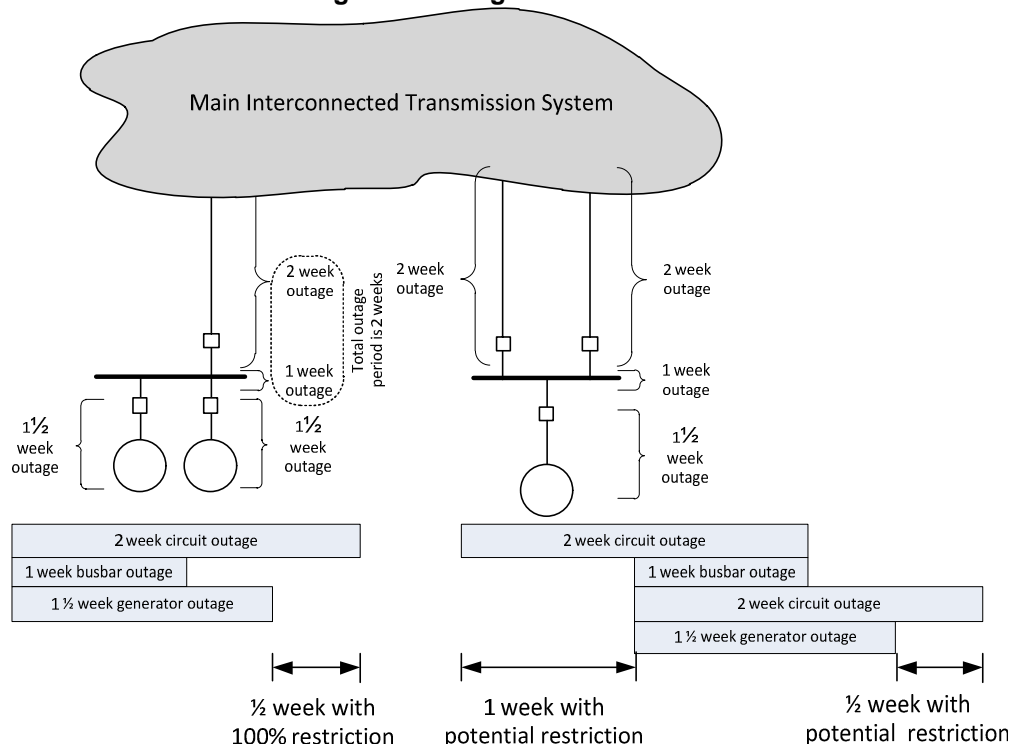 Main Interconnected Transmission System
2 week
outage
1 week
outage
Total outage
period is 2 weeks
1½
week
outage
1½
week
outage
2 week
outage
2 week
outage
1 week
outage
1½
week
outage
2 week circuit outage
1 week busbar outage
1 ½ week generator outage
2 week circuit outage
1 week busbar outage
2 week circuit outage
1 ½ week generator outage
½ week with
100% restriction
1 week with
potential restriction
½ week with
potential restriction